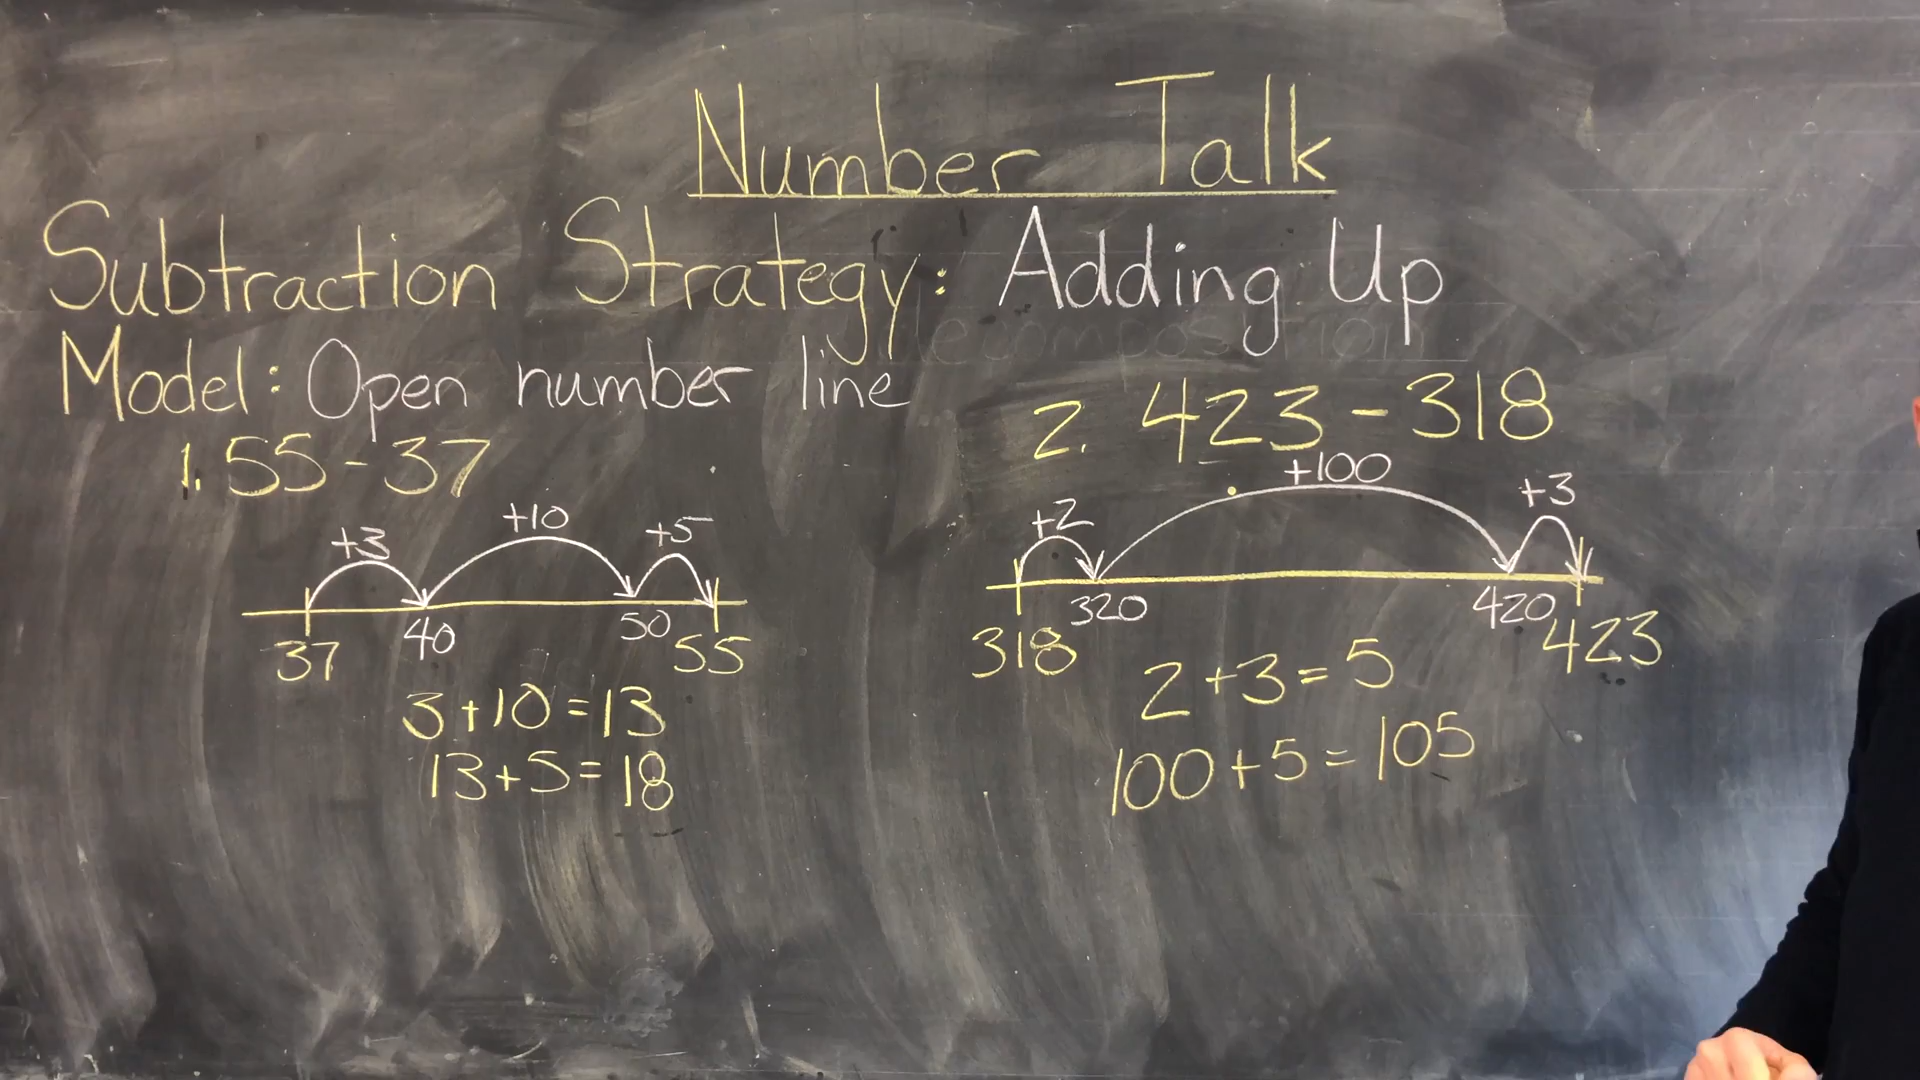 Number Talk
Subtraction Strategy: Adding Up
Model: Open number line
1. 55-37
+3 +10 +5
37 40 50 55
3+10=13
13+5=18
2. 423-318
+2 +100 +3
318 320 420 423
2+3=5
100+5=105